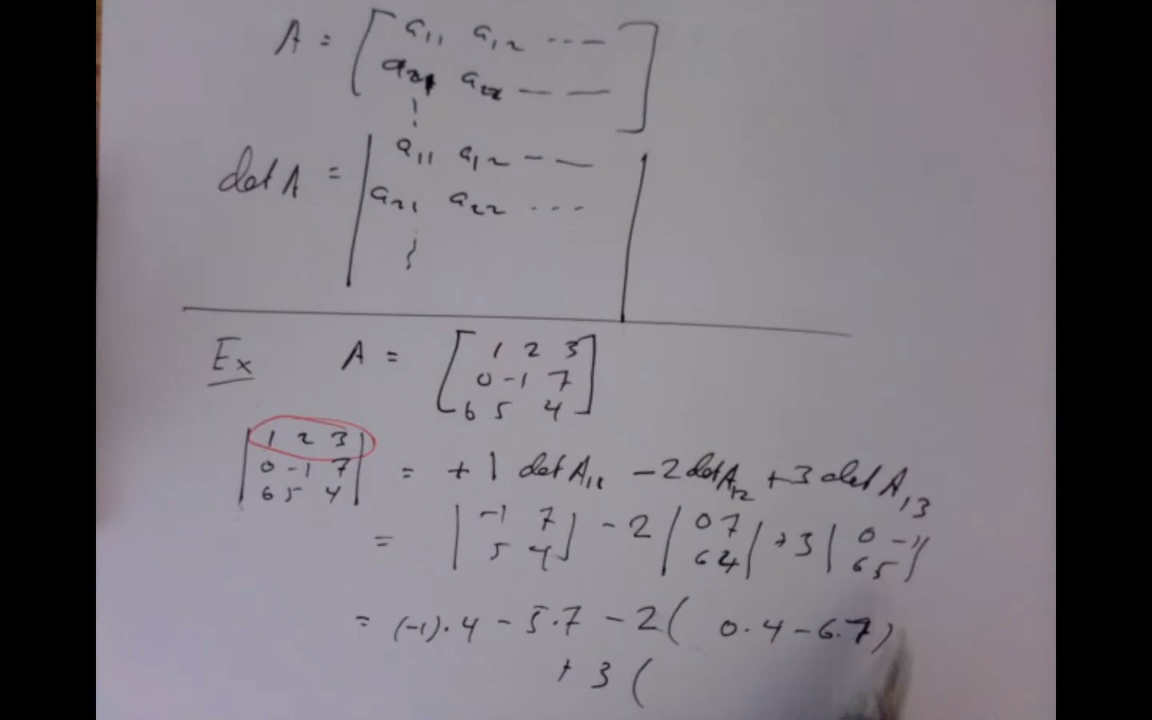 A = [ a11 a12 ---
a21 a22 -- -- ]
⋮
det A = | a11 a12 -- --
a21 a22 ... |
⋮
Ex A = [ 1 2 3
0 -1 7
6 5 4 ]
| 1 2 3
0 -1 7
6 5 4 | = + 1 det A11 - 2 det A12 + 3 det A13
= | -1 7
5 4 | - 2 | 0 7
6 4 | + 3 | 0 -1
6 5 |
= (-1)·4 - 5·7 - 2( 0·4 - 6·7)
+ 3 (